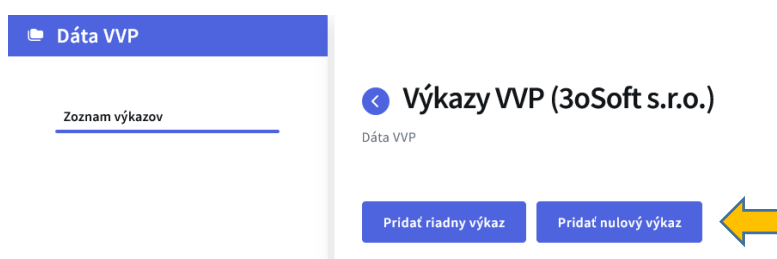 Dáta VVP
Zoznam výkazov
Výkazy VVP (3oSoft s.r.o.)
Dáta VVP
Pridať riadny výkaz
Pridať nulový výkaz